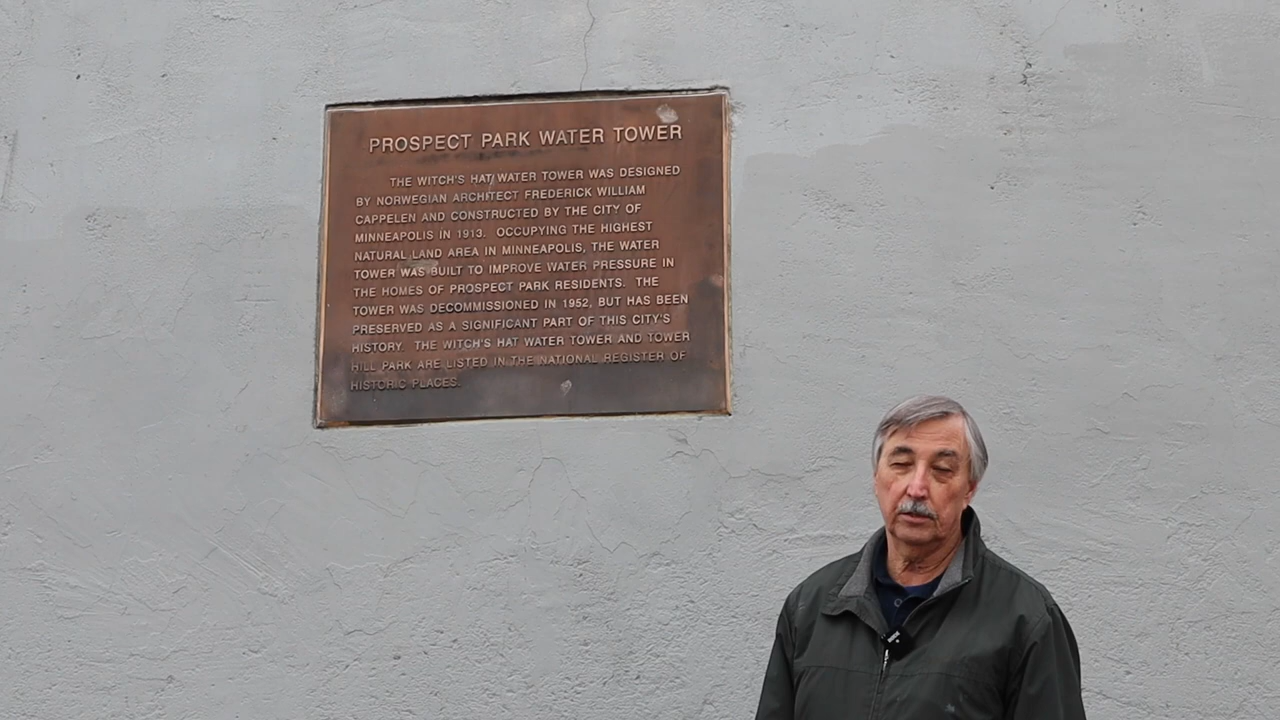 PROSPECT PARK WATER TOWER
THE WITCH'S HAT WATER TOWER WAS DESIGNED
BY NORWEGIAN ARCHITECT FREDERICK WILLIAM
CAPPELEN AND CONSTRUCTED BY THE CITY OF
MINNEAPOLIS IN 1913. OCCUPYING THE HIGHEST
NATURAL LAND AREA IN MINNEAPOLIS, THE WATER
TOWER WAS BUILT TO IMPROVE WATER PRESSURE IN
THE HOMES OF PROSPECT PARK RESIDENTS. THE
TOWER WAS DECOMMISSIONED IN 1952, BUT HAS BEEN
PRESERVED AS A SIGNIFICANT PART OF THIS CITY'S
HISTORY. THE WITCH'S HAT WATER TOWER AND TOWER
HILL PARK ARE LISTED IN THE NATIONAL REGISTER OF
HISTORIC PLACES.